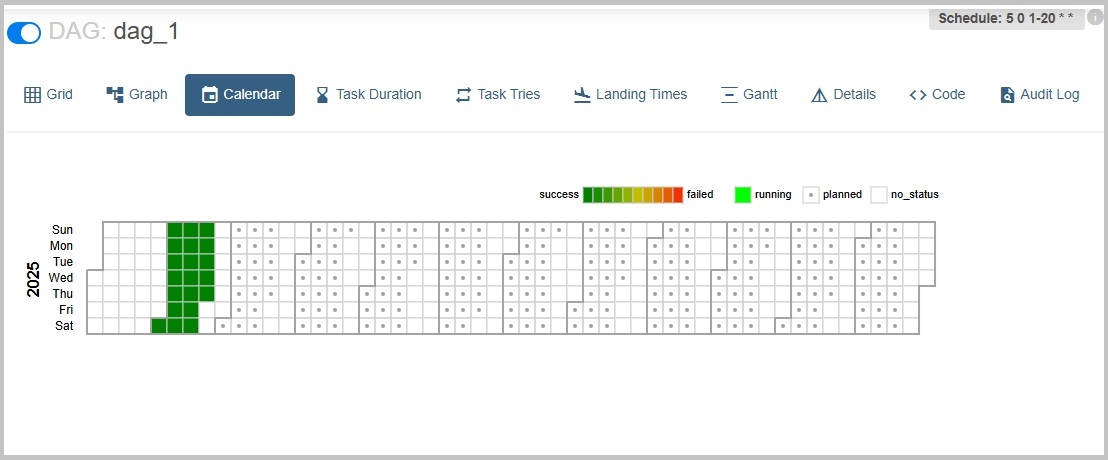 DAG: dag_1
Schedule: 5 0 1-20 * *
i
Grid Graph Calendar Task Duration Task Tries Landing Times Gantt Details Code Audit Log
success failed running planned no_status
2025
Sun
Mon
Tue
Wed
Thu
Fri
Sat